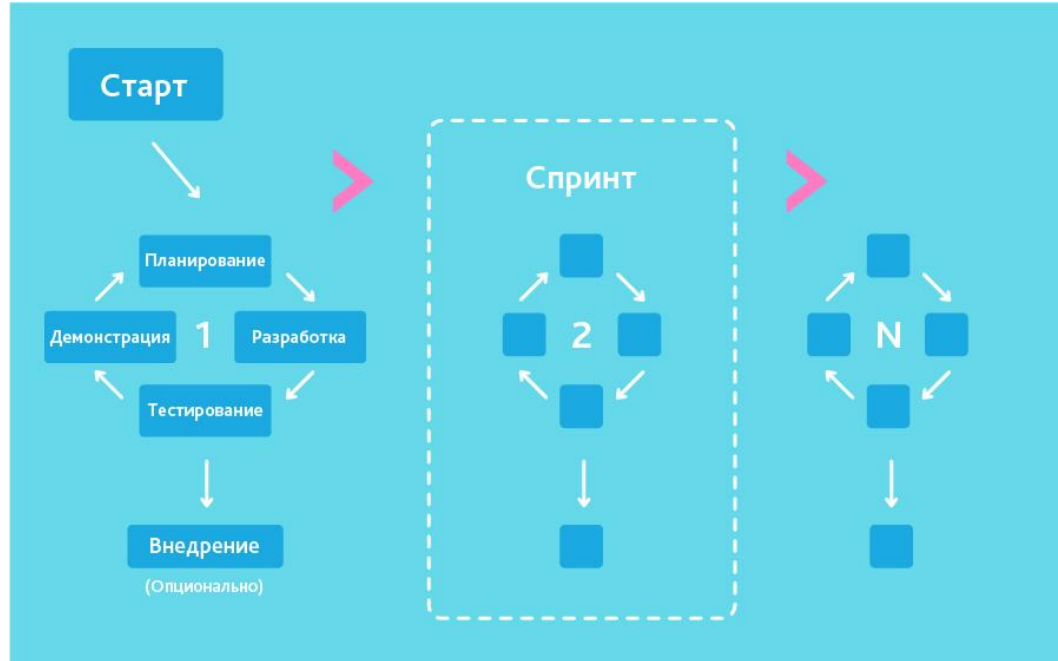 Старт
Спринт
Планирование
Демонстрация
1
Разработка
2
N
Тестирование
Внедрение
(Опционально)